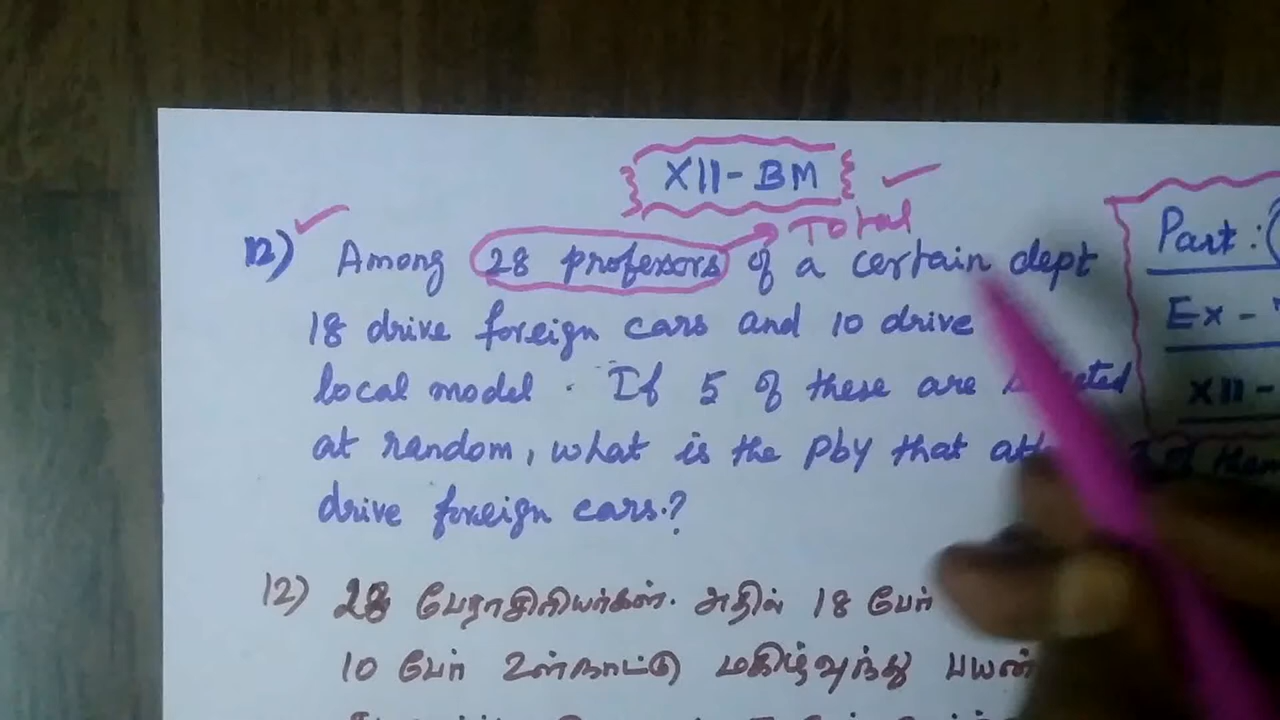 XII-BM
Total
12) Among 28 professors of a certain dept
18 drive foreign cars and 10 drive
local model. If 5 of these are
at random, what is the pby that of them
drive foreign cars.?
Part:
Ex-
XII-
12) 28 பேராசிரியர்கள். அதில் 18 பேர்
10 பேர் உள்நாட்டு மகிழ்வுந்து